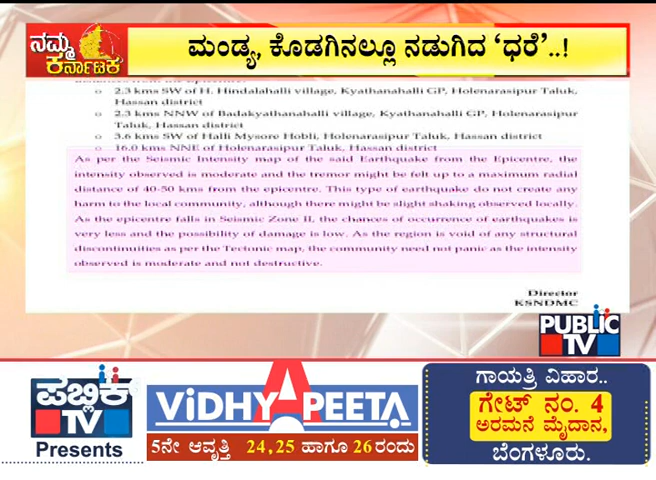 ನಮ್ಮ ಕರ್ನಾಟಕ
ಮಂಡ್ಯ, ಕೊಡಗಿನಲ್ಲೂ ನಡುಗಿದ 'ಧರೆ'..!
distances from the Epicentre:
o 2.3 kms SW of H. Hindalahalli village, Kyathanahalli GP, Holenarasipur Taluk,
Hassan district
o 2.3 kms NNW of Badakyathanahalli village, Kyathanahalli GP, Holenarasipur
Taluk, Hassan district
o 3.6 kms SW of Halli Mysore Hobli, Holenarasipur Taluk, Hassan district
o 16.0 kms NNE of Holenarasipur Taluk, Hassan district
As per the Seismic Intensity map of the said Earthquake from the Epicentre, the
intensity observed is moderate and the tremor might be felt up to a maximum radial
distance of 40-50 kms from the epicentre. This type of earthquake do not create any
harm to the local community, although there might be slight shaking observed locally.
As the epicentre falls in Seismic Zone II, the chances of occurrence of earthquakes is
very less and the possibility of damage is low. As the region is void of any structural
discontinuities as per the Tectonic map, the community need not panic as the intensity
observed is moderate and not destructive.
Director
KSNDMC
PUBLiC
TV
ಪಬ್ಲಿಕ್
TV
Presents
ViDHYAPEETA
5ನೇ ಆವೃತ್ತಿ 24,25 ಹಾಗೂ 26 ರಂದು
ಗಾಯತ್ರಿ ವಿಹಾರ..
ಗೇಟ್ ನಂ. 4
ಅರಮನೆ ಮೈದಾನ,
ಬೆಂಗಳೂರು.